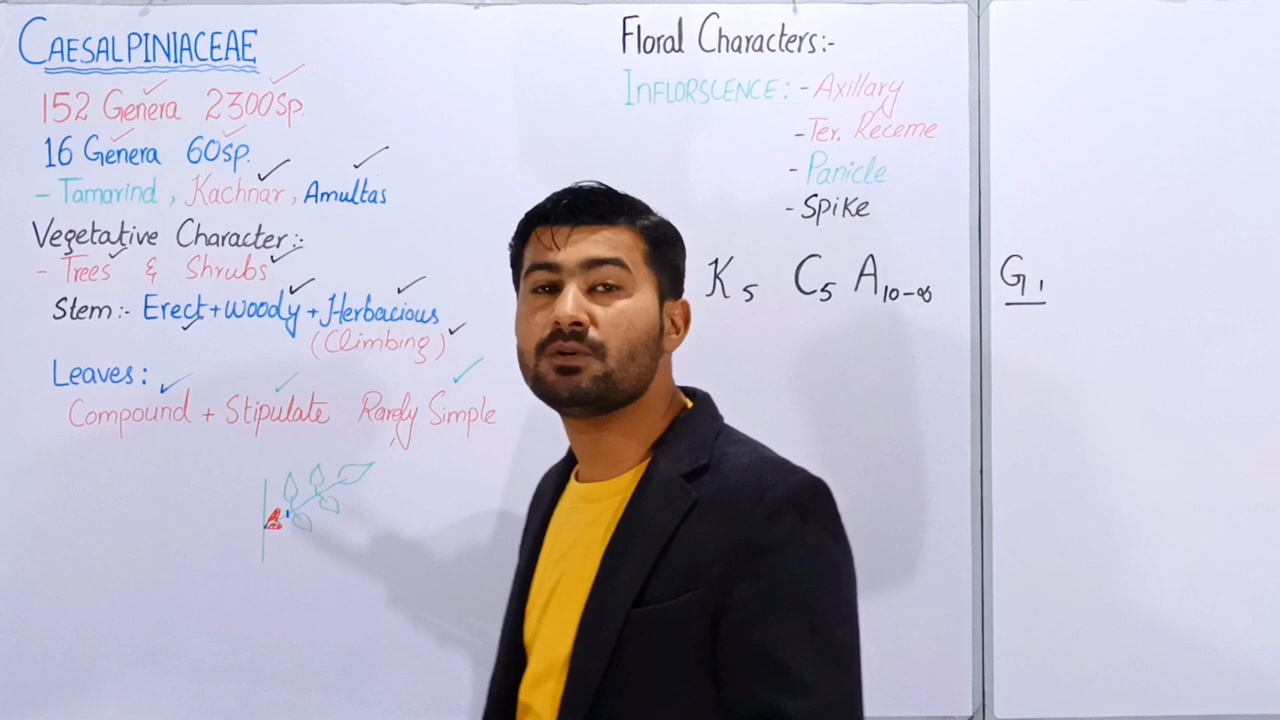 CAESALPINIACEAE
152 Genera 2300 Sp.
16 Genera 60 sp.
- Tamarind, Kachnar, Amultas
Vegetative Character:-
- Trees & Shrubs
Stem:- Erect + woody + Herbacious
(Climbing)
Leaves:
Compound + Stipulate Rarely Simple
Floral Characters:-
INFLORSCENCE: - Axillary
- Ter. Receme
- Panicle
- Spike
K5 C5 A10-∞ G1